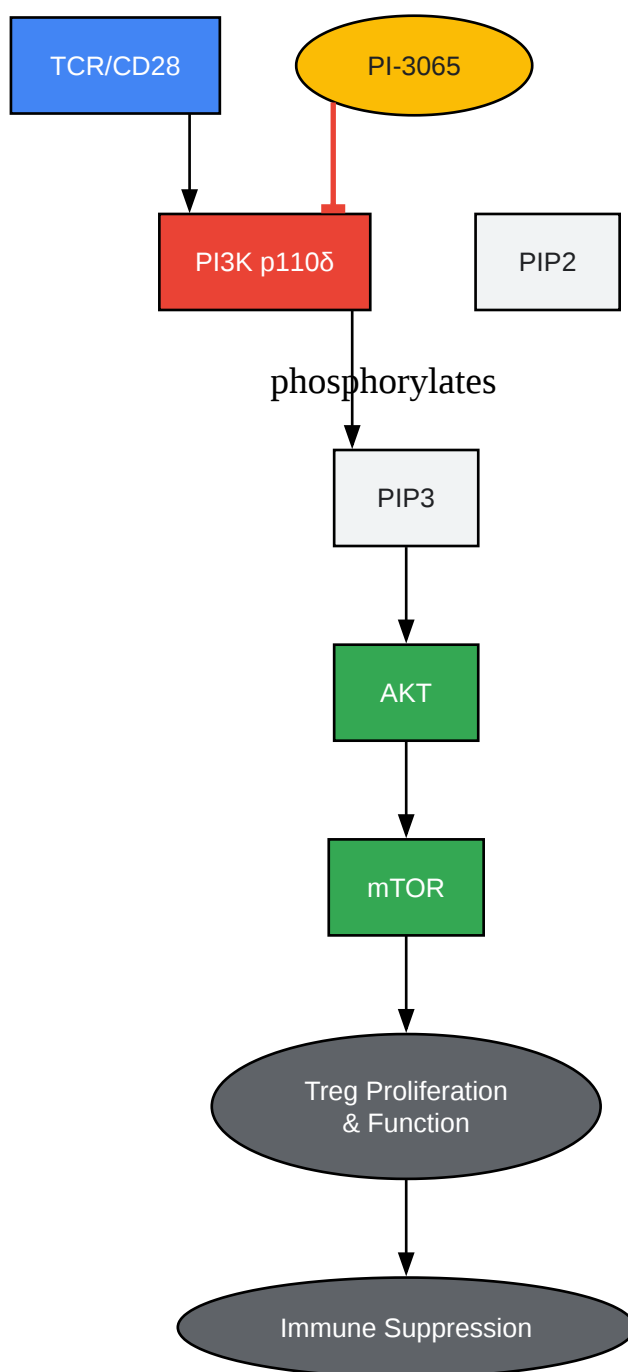 TCR/CD28
PI-3065
PI3K p110δ
PIP2
phosphorylates
PIP3
AKT
mTOR
Treg Proliferation
& Function
Immune Suppression